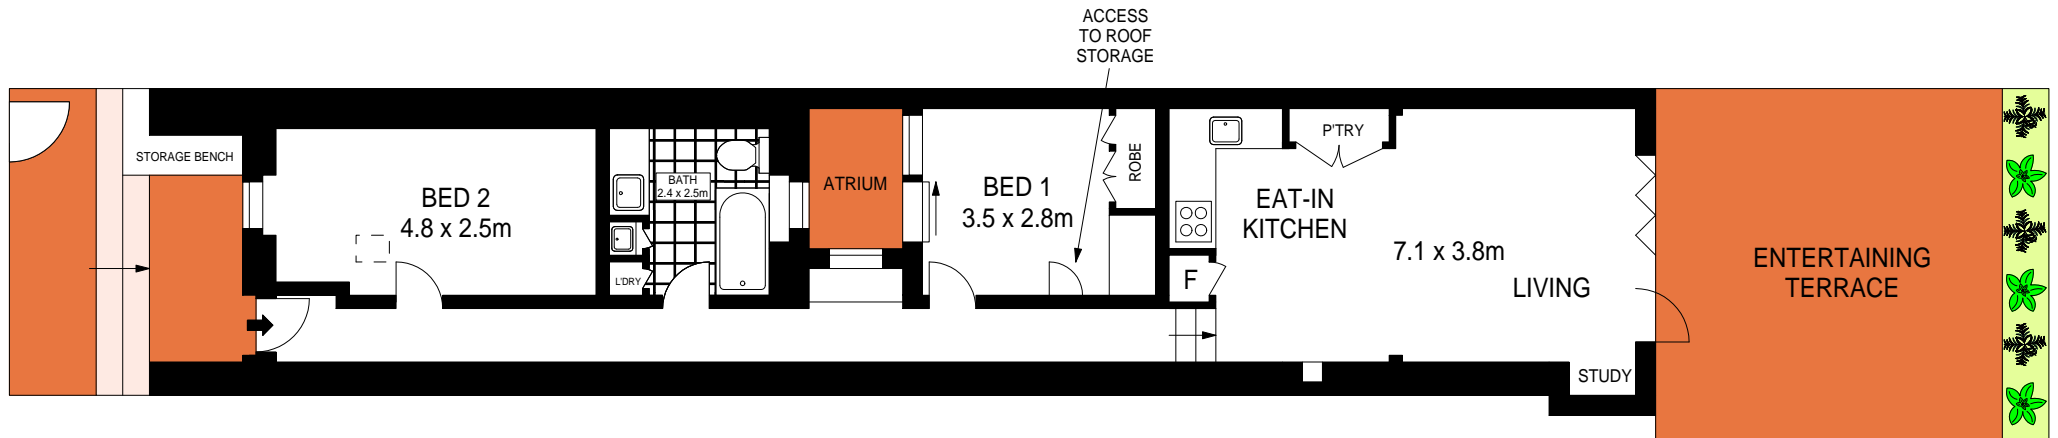 ACCESS
TO ROOF
STORAGE
STORAGE BENCH
BED 2
4.8 x 2.5m
BATH
2.4 x 2.5m
L'DRY
ATRIUM
BED 1
3.5 x 2.8m
ROBE
P'TRY
EAT-IN
KITCHEN
F
7.1 x 3.8m
LIVING
STUDY
ENTERTAINING
TERRACE